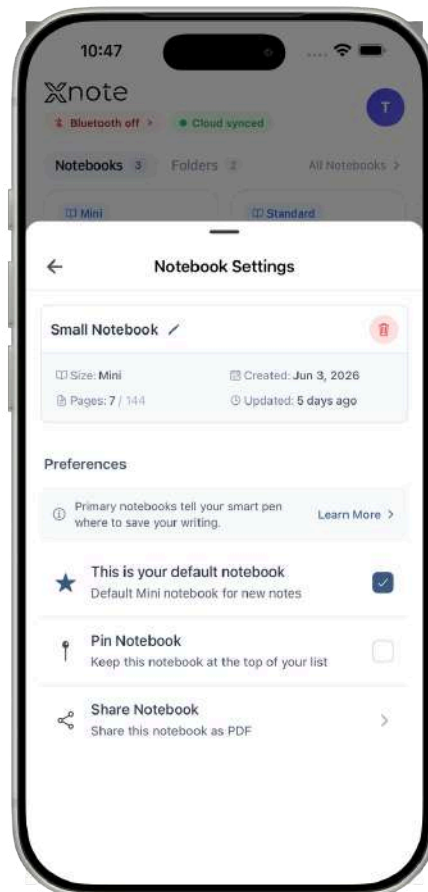 10:47
Xnote
Bluetooth off >
Cloud synced
T
Notebooks 3 Folders 2 All Notebooks >
Mini
Standard
Notebook Settings
Small Notebook
Size: Mini
Created: Jun 3, 2026
Pages: 7 / 144
Updated: 5 days ago
Preferences
Primary notebooks tell your smart pen
where to save your writing.
Learn More >
This is your default notebook
Default Mini notebook for new notes
Pin Notebook
Keep this notebook at the top of your list
Share Notebook
Share this notebook as PDF